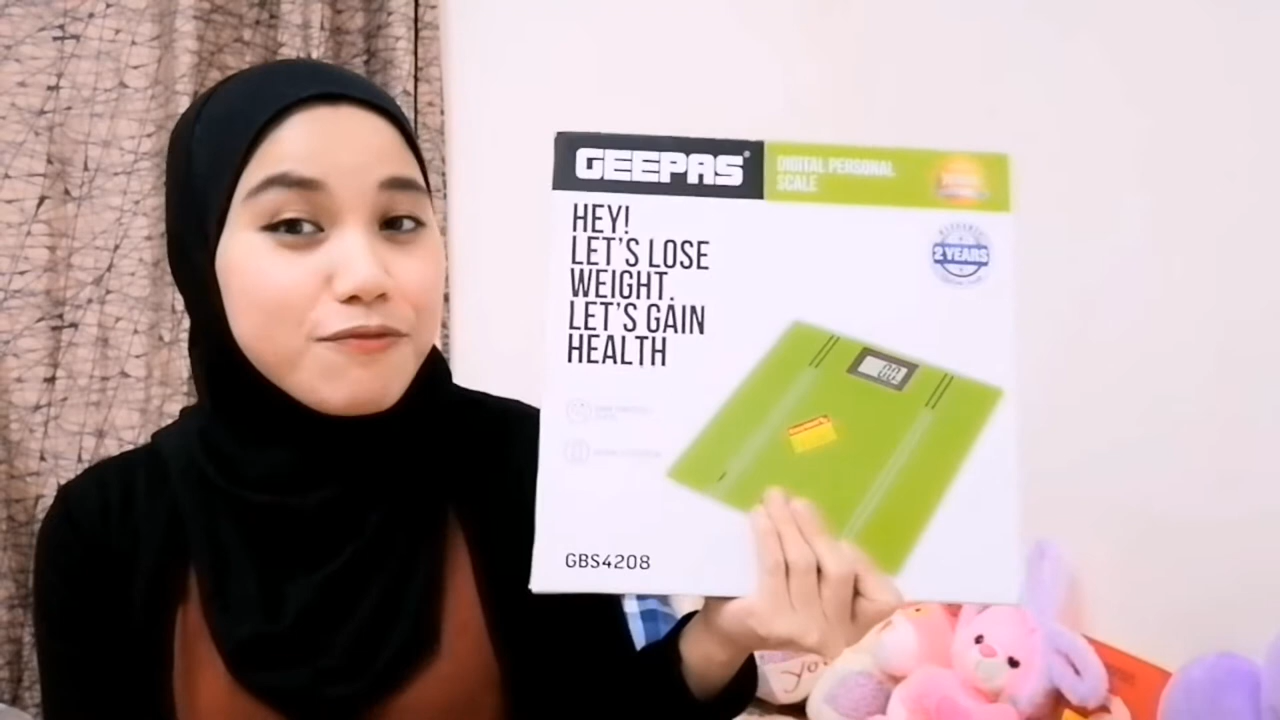 GEEPAS®
DIGITAL PERSONAL
SCALE
HEY!
LET'S LOSE
WEIGHT.
LET'S GAIN
HEALTH
2 YEARS
GBS4208